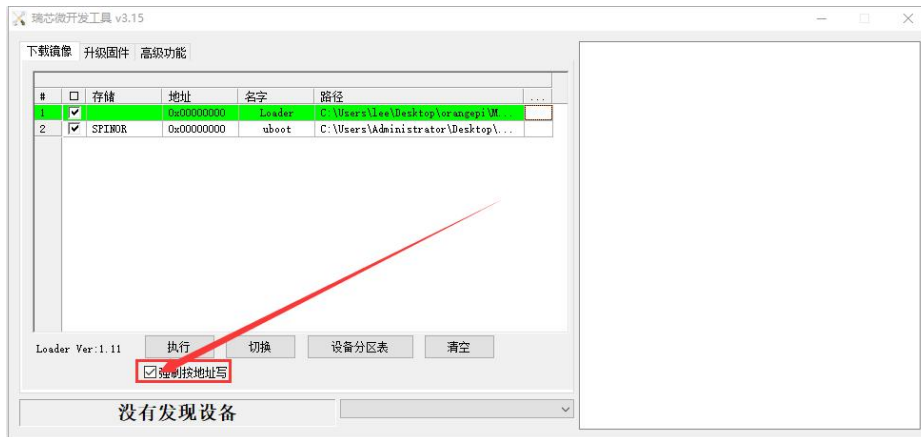 瑞芯微开发工具 v3.15
下载镜像 升级固件 高级功能
# 存储 地址 名字 路径 ...
1 0x00000000 Loader C:\Users\lee\Desktop\orangepi\M...
2 SPINOR 0x00000000 uboot C:\Users\Administrator\Desktop\...
Loader Ver:1.11 执行 切换 设备分区表 清空
强制按地址写
没有发现设备